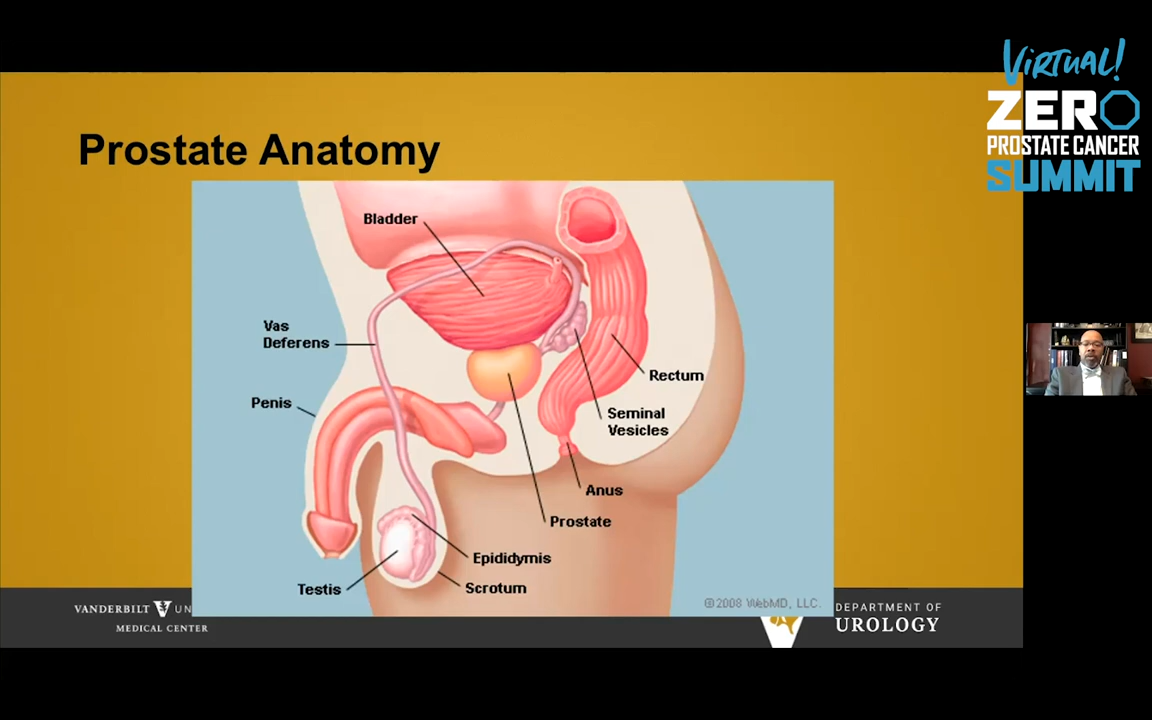 Virtual!
ZERO
PROSTATE CANCER
SUMMIT
Prostate Anatomy
Bladder
Vas
Deferens
Penis
Rectum
Seminal
Vesicles
Anus
Prostate
Epididymis
Testis
Scrotum
©2008 WebMD, LLC.
VANDERBILT V UN
MEDICAL CENTER
DEPARTMENT OF
UROLOGY